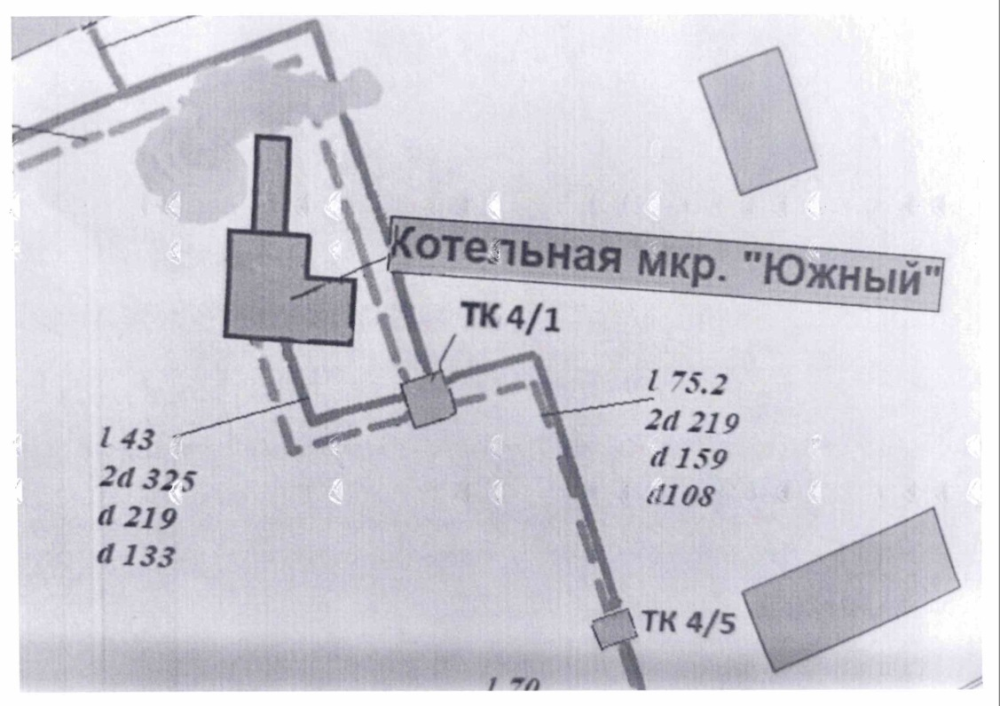 Котельная мкр. "Южный"
ТК 4/1
l 75.2
2d 219
d 159
d108
l 43
2d 325
d 219
d 133
ТК 4/5
l 70